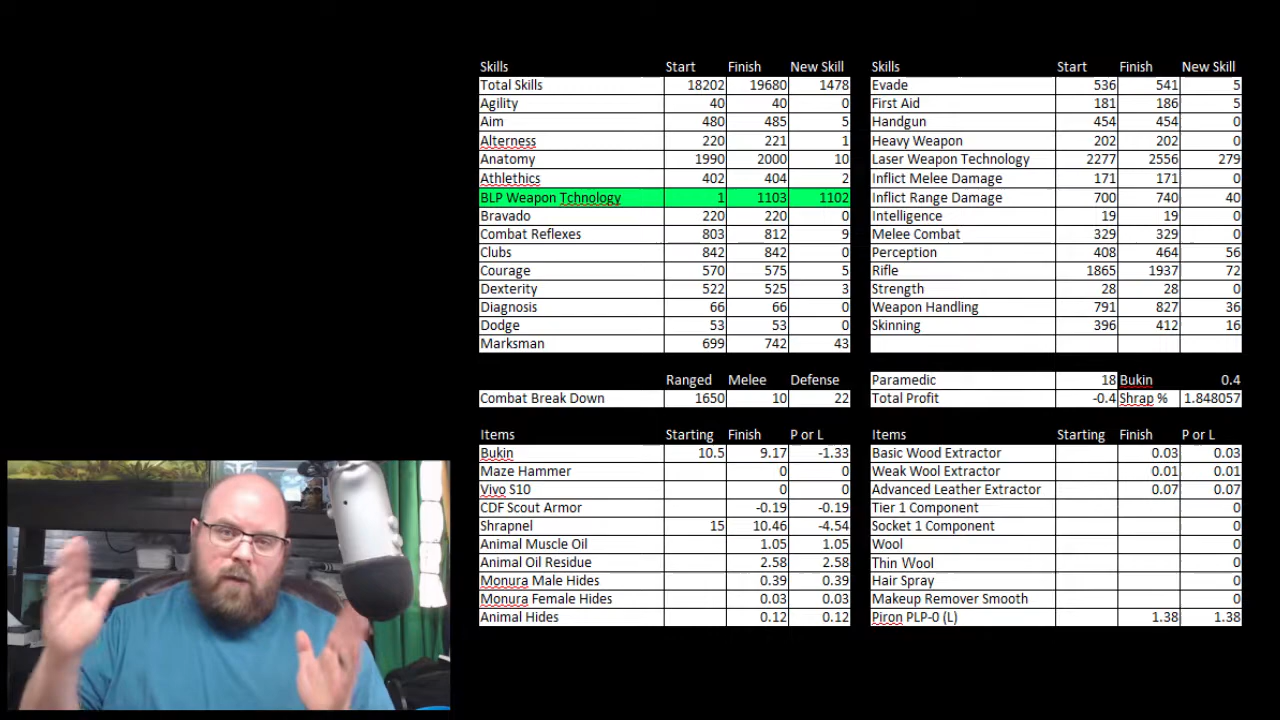 Skills Start Finish New Skill
Total Skills 18202 19680 1478
Agility 40 40 0
Aim 480 485 5
Alterness 220 221 1
Anatomy 1990 2000 10
Athlethics 402 404 2
BLP Weapon Tchnology 1 1103 1102
Bravado 220 220 0
Combat Reflexes 803 812 9
Clubs 842 842 0
Courage 570 575 5
Dexterity 522 525 3
Diagnosis 66 66 0
Dodge 53 53 0
Marksman 699 742 43
Skills Start Finish New Skill
Evade 536 541 5
First Aid 181 186 5
Handgun 454 454 0
Heavy Weapon 202 202 0
Laser Weapon Technology 2277 2556 279
Inflict Melee Damage 171 171 0
Inflict Range Damage 700 740 40
Intelligence 19 19 0
Melee Combat 329 329 0
Perception 408 464 56
Rifle 1865 1937 72
Strength 28 28 0
Weapon Handling 791 827 36
Skinning 396 412 16
Ranged Melee Defense
Combat Break Down 1650 10 22
Paramedic 18 Bukin 0.4
Total Profit -0.4 Shrap % 1.848057
Items Starting Finish P or L
Bukin 10.5 9.17 -1.33
Maze Hammer 0 0
Vivo S10 0 0
CDF Scout Armor -0.19 -0.19
Shrapnel 15 10.46 -4.54
Animal Muscle Oil 1.05 1.05
Animal Oil Residue 2.58 2.58
Monura Male Hides 0.39 0.39
Monura Female Hides 0.03 0.03
Animal Hides 0.12 0.12
Items Starting Finish P or L
Basic Wood Extractor 0.03 0.03
Weak Wool Extractor 0.01 0.01
Advanced Leather Extractor 0.07 0.07
Tier 1 Component 0
Socket 1 Component 0
Wool 0
Thin Wool 0
Hair Spray 0
Makeup Remover Smooth 0
Piron PLP-0 (L) 1.38 1.38